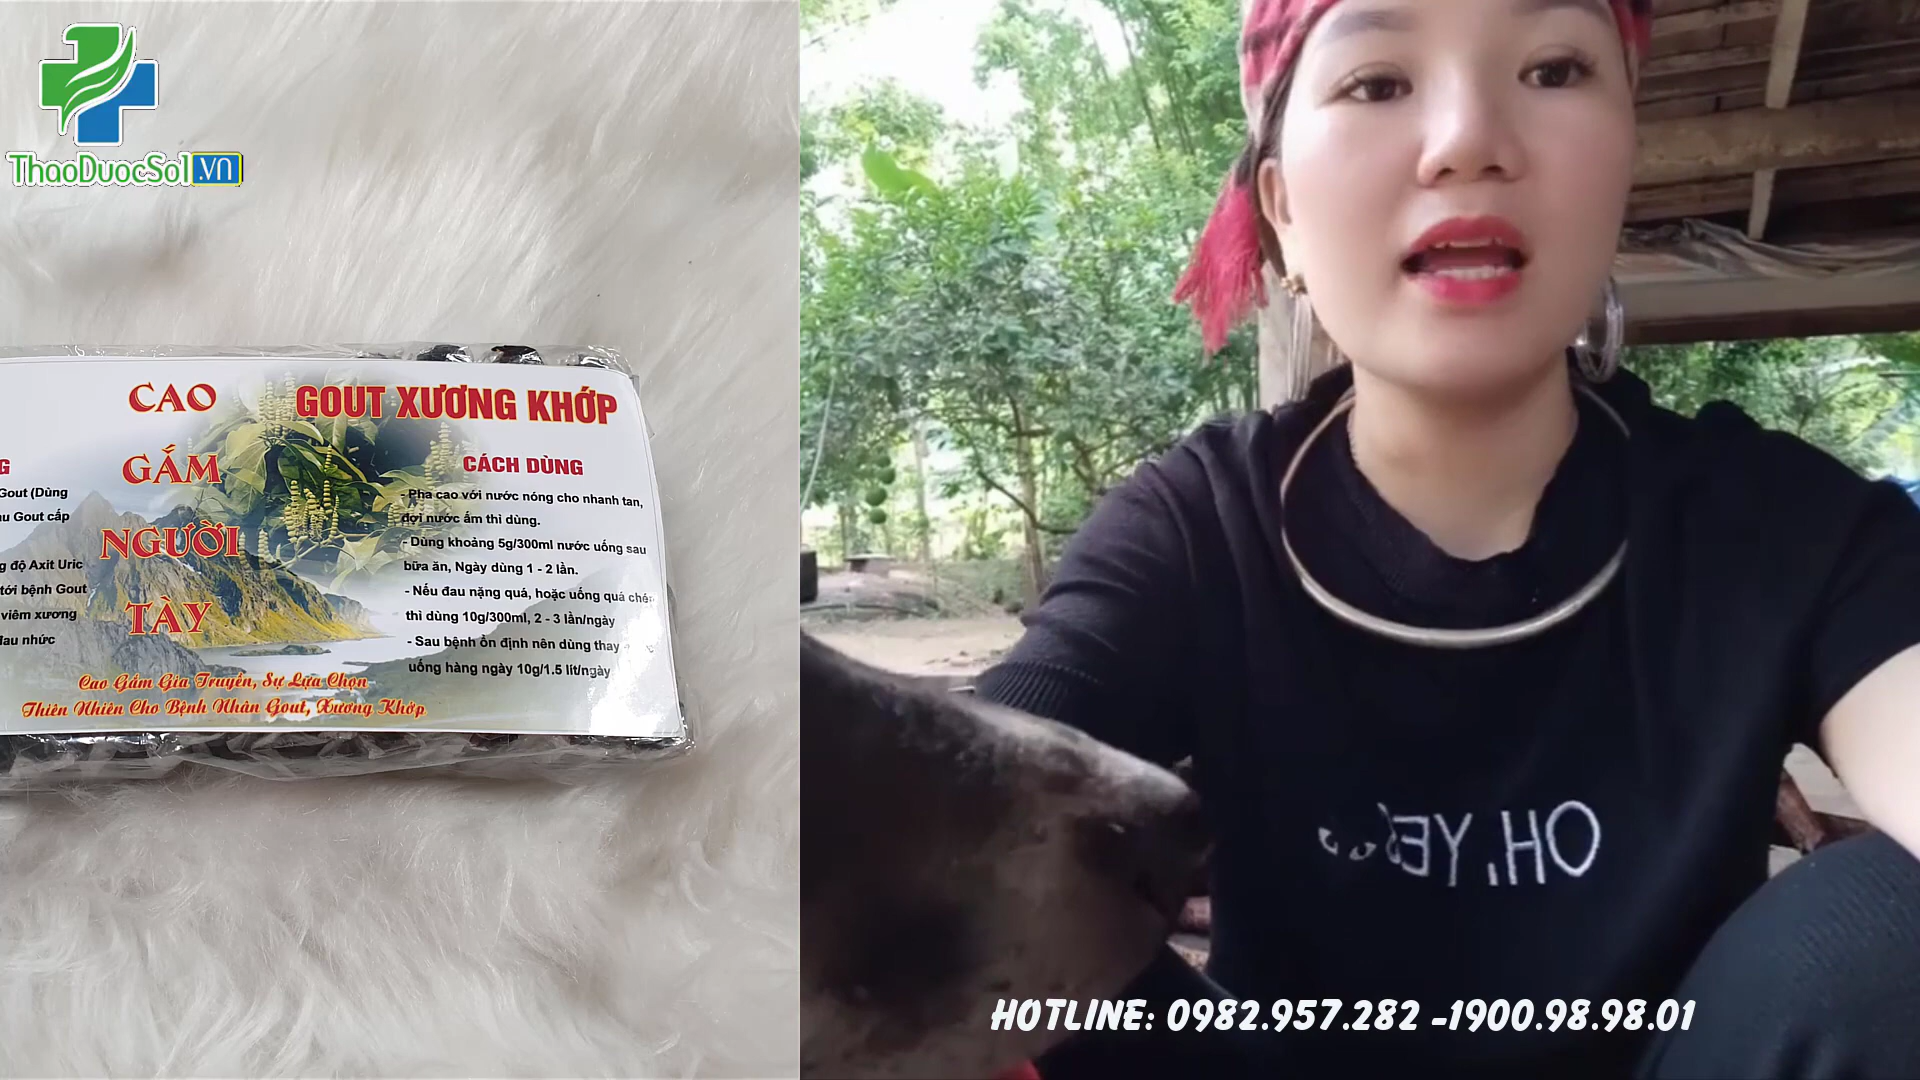 ThaoDuocSol.vn
CAO
GẮM
NGƯỜI
TÀY
GOUT XƯƠNG KHỚP
G
Gout (Dùng
au Gout cấp
g độ Axit Uric
tới bệnh Gout
viêm xương
đau nhức
CÁCH DÙNG
- Pha cao với nước nóng cho nhanh tan,
đợi nước ấm thì dùng.
- Dùng khoảng 5g/300ml nước uống sau
bữa ăn, Ngày dùng 1 - 2 lần.
- Nếu đau nặng quá, hoặc uống quá chén
thì dùng 10g/300ml, 2 - 3 lần/ngày
- Sau bệnh ổn định nên dùng thay
uống hàng ngày 10g/1.5 lít/ngày
Cao Gắm Gia Truyền, Sự Lựa Chọn
Thiên Nhiên Cho Bệnh Nhân Gout, Xương Khớp
OH, YES
HOTLINE: 0982.957.282 -1900.98.98.01